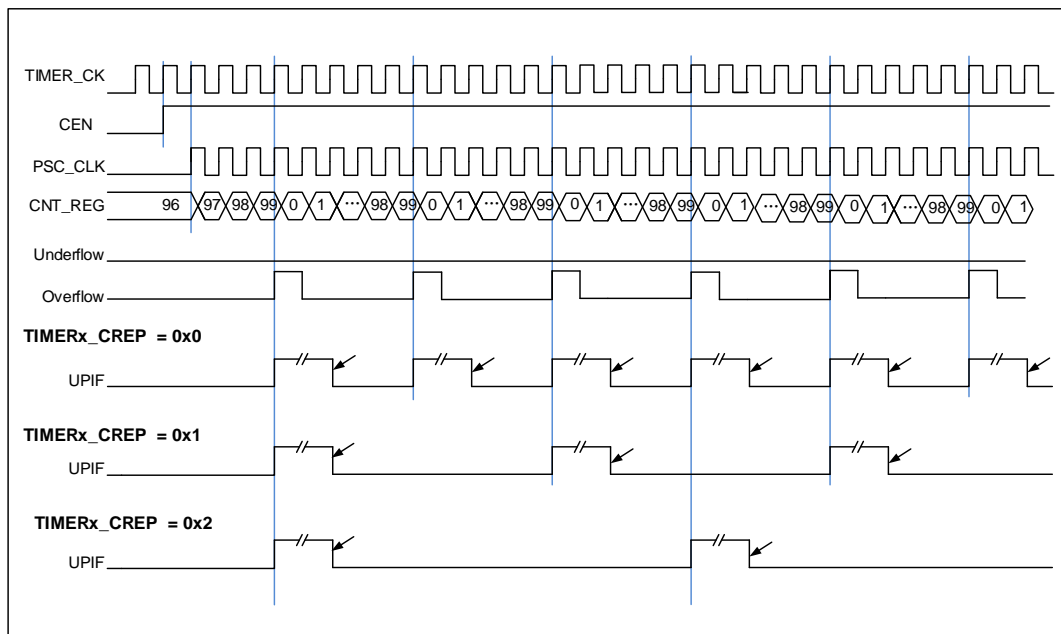 TIMER_CK
CEN
PSC_CLK
CNT_REG 96 97 98 99 0 1 ... 98 99 0 1 ... 98 99 0 1 ... 98 99 0 1 ... 98 99 0 1 ... 98 99 0 1
Underflow
Overflow
TIMERx_CREP = 0x0
UPIF
TIMERx_CREP = 0x1
UPIF
TIMERx_CREP = 0x2
UPIF